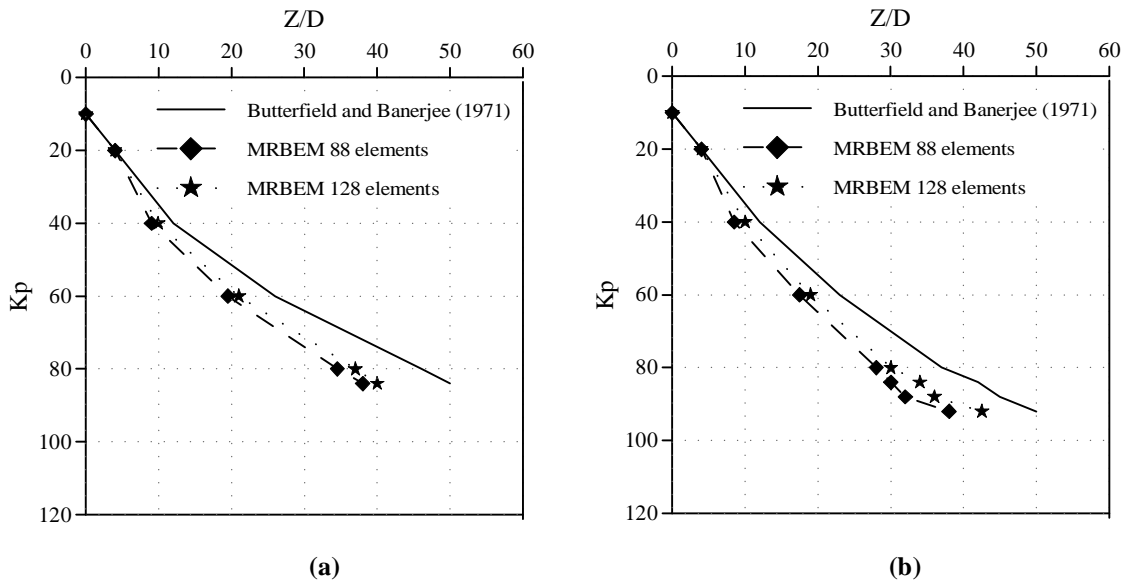 Z/D
0 10 20 30 40 50 60
0
20
40
60
80
100
120
Kp
Butterfield and Banerjee (1971)
MRBEM 88 elements
MRBEM 128 elements
(a)
Z/D
0 10 20 30 40 50 60
0
20
40
60
80
100
120
Kp
Butterfield and Banerjee (1971)
MRBEM 88 elements
MRBEM 128 elements
(b)